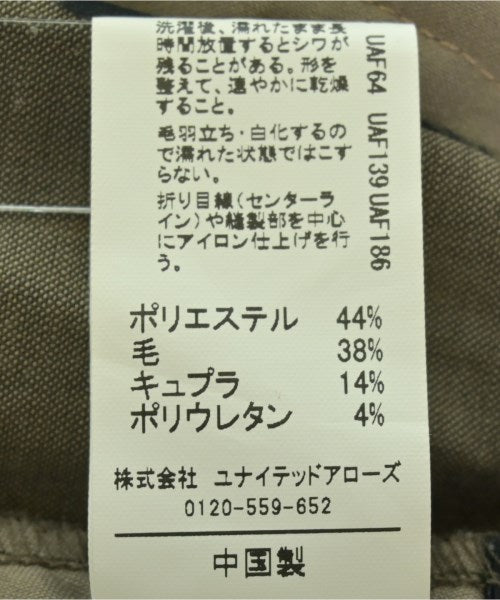 洗濯後、濡れたまま長
時間放置するとシワが
残ることがある。形を
整えて、速やかに乾燥
すること。
毛羽立ち・白化するの
で濡れた状態ではこす
らない。
折り目線(センターラ
イン)や縫製部を中心
にアイロン仕上げを行
う。
UAF64 UAF139 UAF186
ポリエステル 44%
毛 38%
キュプラ 14%
ポリウレタン 4%
株式会社 ユナイテッドアローズ
0120-559-652
中国製